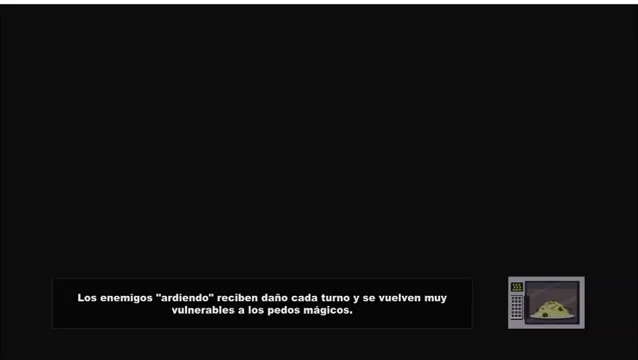 Los enemigos "ardiendo" reciben daño cada turno y se vuelven muy
vulnerables a los pedos mágicos.